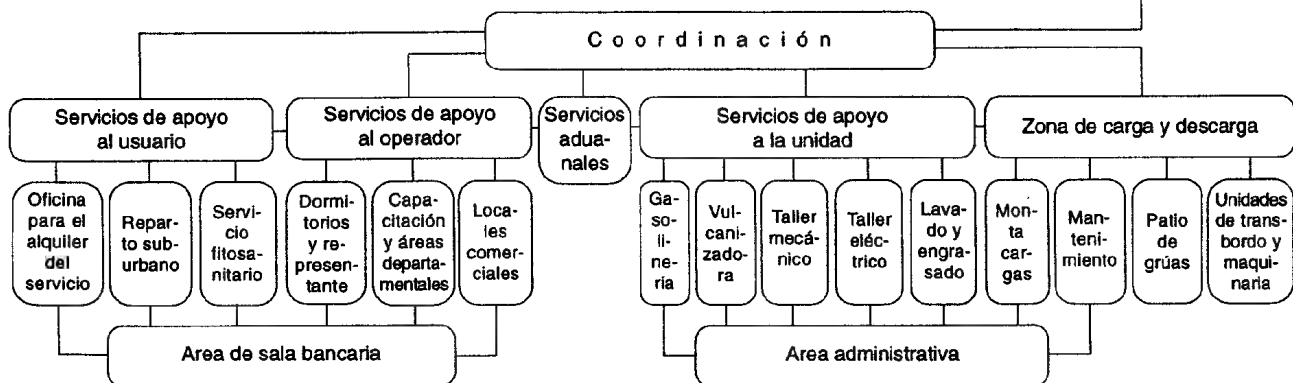 Coordinación
Servicios de apoyo
al usuario
Servicios de apoyo
al operador
Servicios
adua-
nales
Servicios de apoyo
a la unidad
Zona de carga y descarga
Oficina
para el
alquiler
del
servicio
Repar-
to sub-
urbano
Servi-
cio
fitosa-
nitario
Dormi-
torios
y re-
presen-
tante
Capa-
citación
y áreas
departa-
mentales
Loca-
les
comer-
ciales
Ga-
so-
li-
nería
Vul-
cani-
zado-
ra
Taller
mecá-
nico
Taller
eléc-
trico
Lava-
do y
engra-
sado
Mon-
ta
car-
gas
Man-
teni-
miento
Patio
de
grúas
Unidades
de trans-
bordo y
maqui-
naria
Area de sala bancaria
Area administrativa